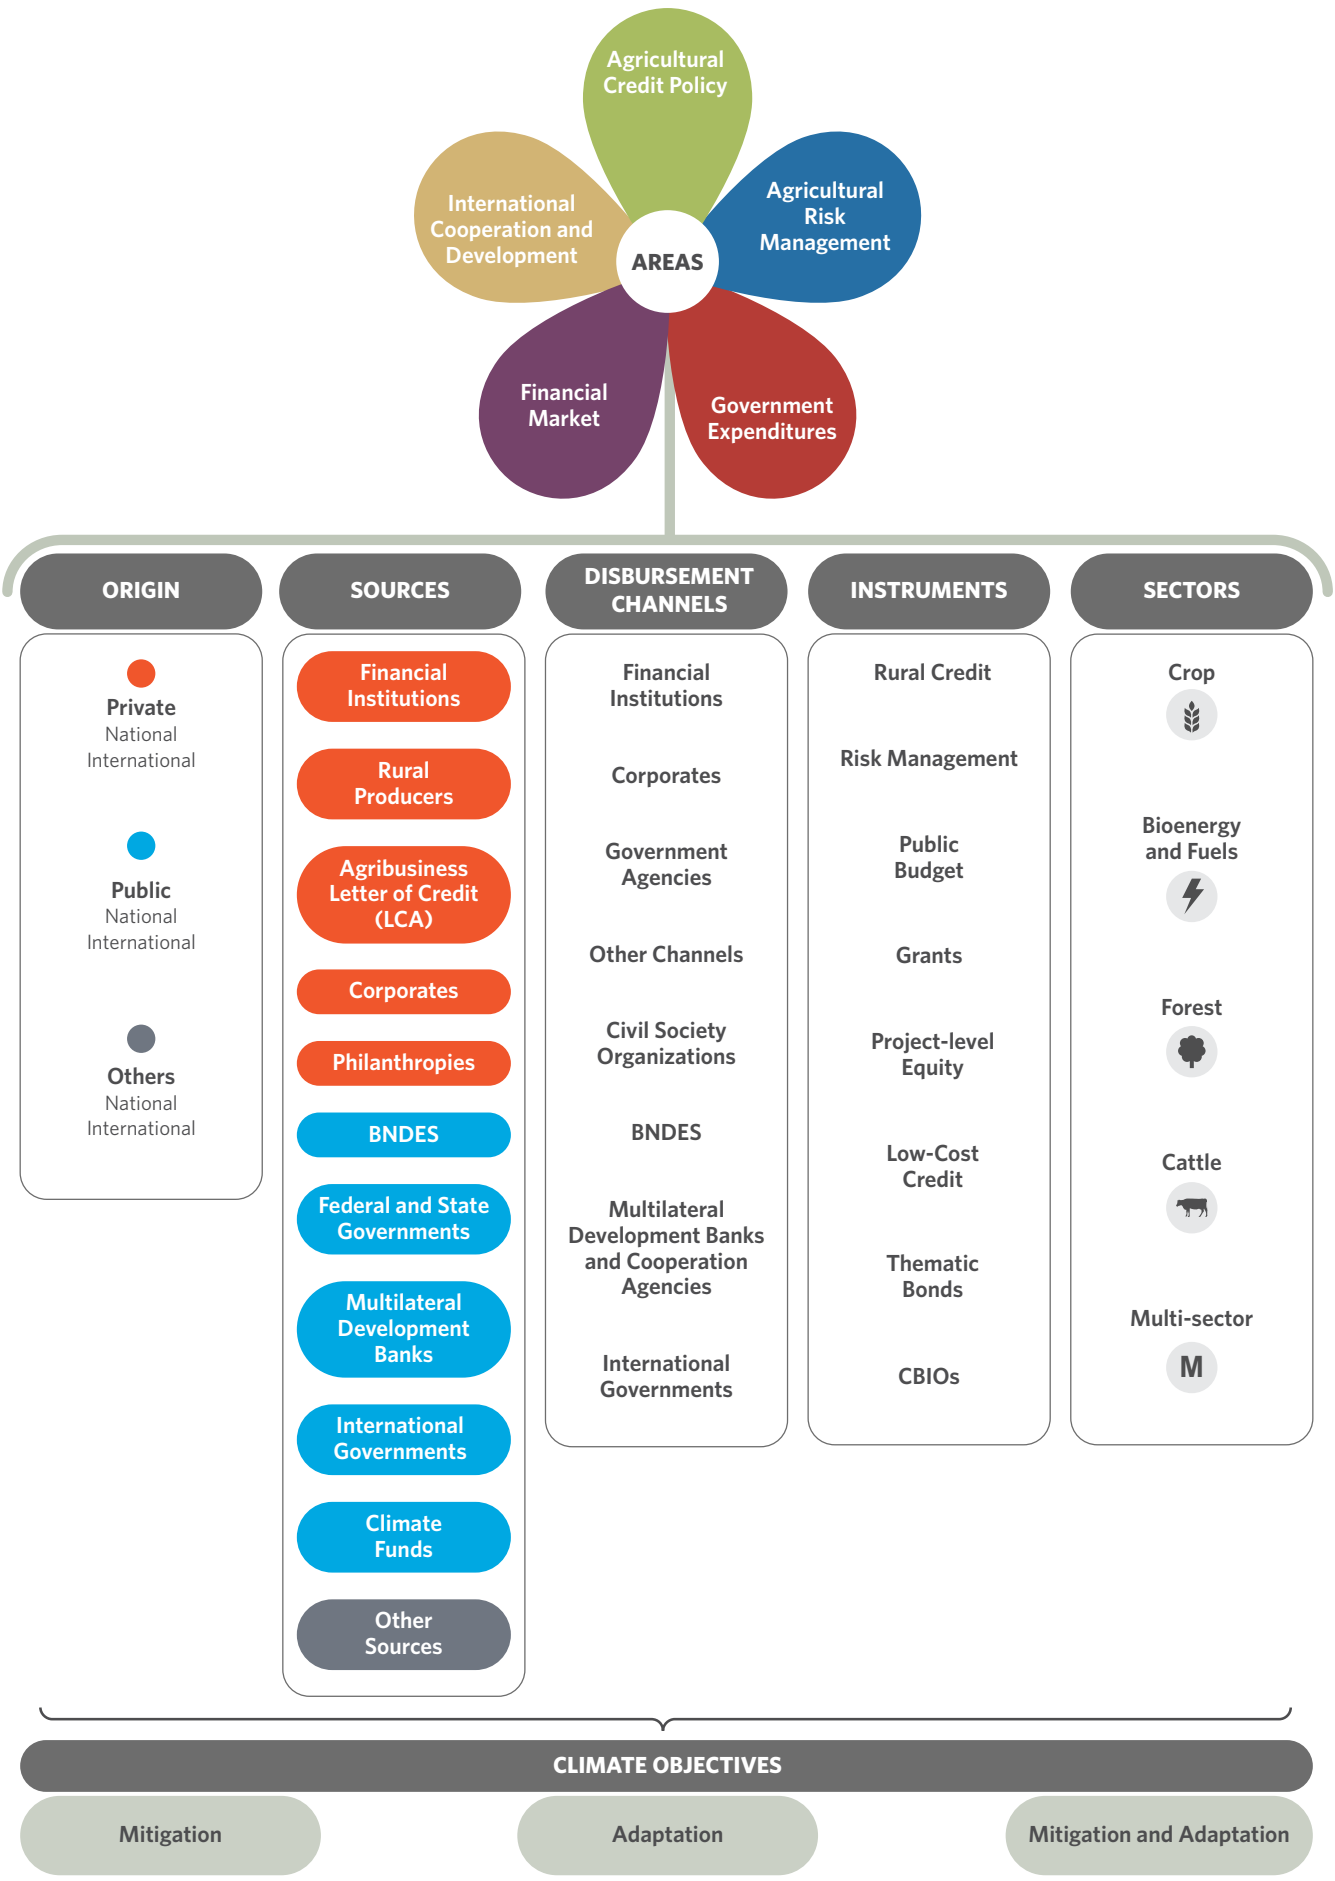 Agricultural
Credit Policy
International
Cooperation and
Development
Agricultural
Risk
Management
AREAS
Financial
Market
Government
Expenditures
ORIGIN
Private
National
International
Public
National
International
Others
National
International
SOURCES
Financial
Institutions
Rural
Producers
Agribusiness
Letter of Credit
(LCA)
Corporates
Philanthropies
BNDES
Federal and State
Governments
Multilateral
Development
Banks
International
Governments
Climate
Funds
Other
Sources
DISBURSEMENT
CHANNELS
Financial
Institutions
Corporates
Government
Agencies
Other Channels
Civil Society
Organizations
BNDES
Multilateral
Development Banks
and Cooperation
Agencies
International
Governments
INSTRUMENTS
Rural Credit
Risk Management
Public
Budget
Grants
Project-level
Equity
Low-Cost
Credit
Thematic
Bonds
CBIOs
SECTORS
Crop
Bioenergy
and Fuels
Forest
Cattle
Multi-sector
M
CLIMATE OBJECTIVES
Mitigation
Adaptation
Mitigation and Adaptation